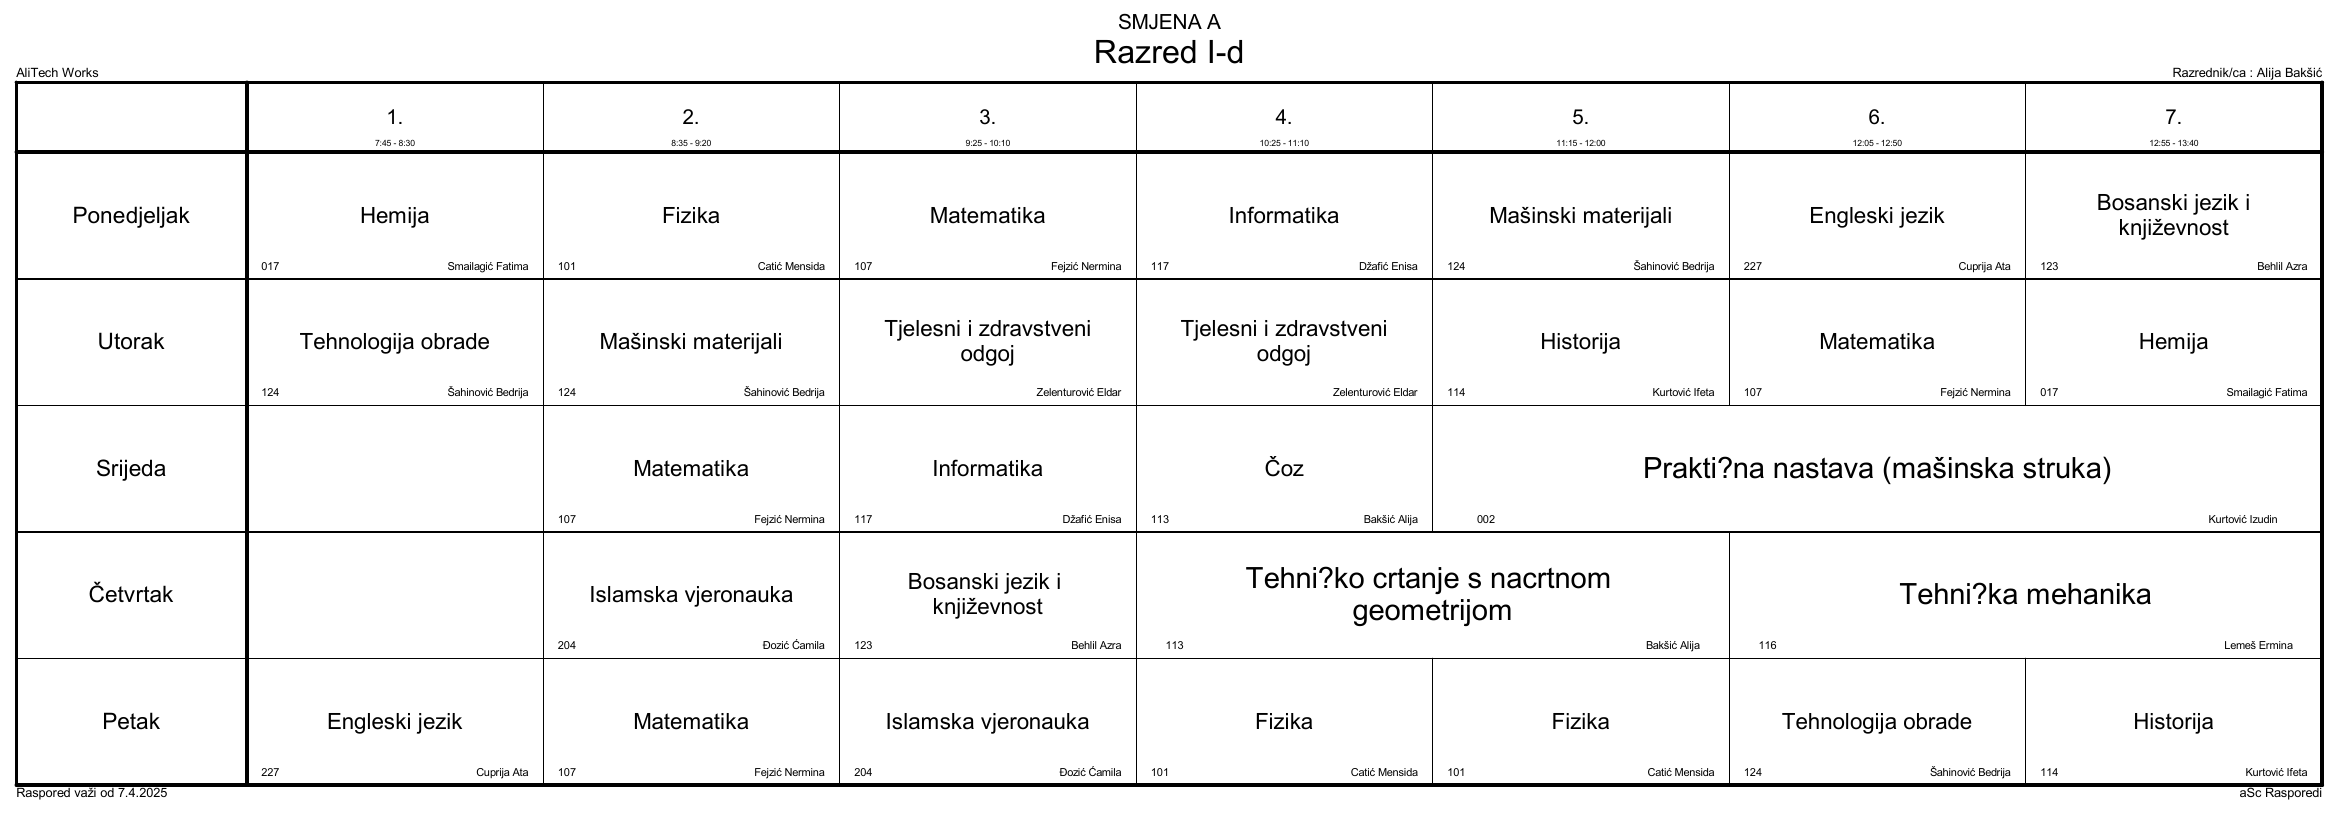 SMJENA A
Razred I-d
AliTech Works
Razrednik/ca : Alija Bakšić
1.
2.
3.
4.
5.
6.
7.
7:45 - 8:30
8:35 - 9:20
9:25 - 10:10
10:25 - 11:10
11:15 - 12:00
12:05 - 12:50
12:55 - 13:40
Ponedjeljak
Hemija
017
Smailagić Fatima
Fizika
101
Catić Mensida
Matematika
107
Fejzić Nermina
Informatika
117
Džafić Enisa
Mašinski materijali
124
Šahinović Bedrija
Engleski jezik
227
Cuprija Ata
Bosanski jezik i
književnost
123
Behlil Azra
Utorak
Tehnologija obrade
124
Šahinović Bedrija
Mašinski materijali
124
Šahinović Bedrija
Tjelesni i zdravstveni
odgoj
Zelenturović Eldar
Tjelesni i zdravstveni
odgoj
Zelenturović Eldar
Historija
114
Kurtović Ifeta
Matematika
107
Fejzić Nermina
Hemija
017
Smailagić Fatima
Srijeda
Matematika
107
Fejzić Nermina
Informatika
117
Džafić Enisa
Čoz
113
Bakšić Alija
Prakti?na nastava (mašinska struka)
002
Kurtović Izudin
Četvrtak
Islamska vjeronauka
204
Đozić Ćamila
Bosanski jezik i
književnost
123
Behlil Azra
Tehni?ko crtanje s nacrtnom
geometrijom
113
Bakšić Alija
Tehni?ka mehanika
116
Lemeš Ermina
Petak
Engleski jezik
227
Cuprija Ata
Matematika
107
Fejzić Nermina
Islamska vjeronauka
204
Đozić Ćamila
Fizika
101
Catić Mensida
Fizika
101
Catić Mensida
Tehnologija obrade
124
Šahinović Bedrija
Historija
114
Kurtović Ifeta
Raspored važi od 7.4.2025
aSc Rasporedi